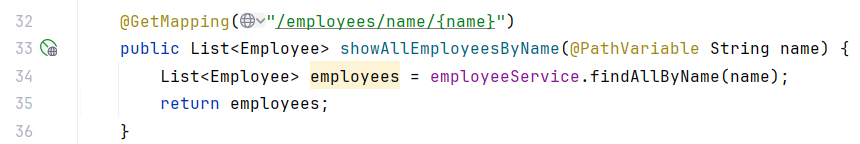 32 @GetMapping("/employees/name/{name}")
33 public List<Employee> showAllEmployeesByName(@PathVariable String name) {
34 List<Employee> employees = employeeService.findAllByName(name);
35 return employees;
36 }